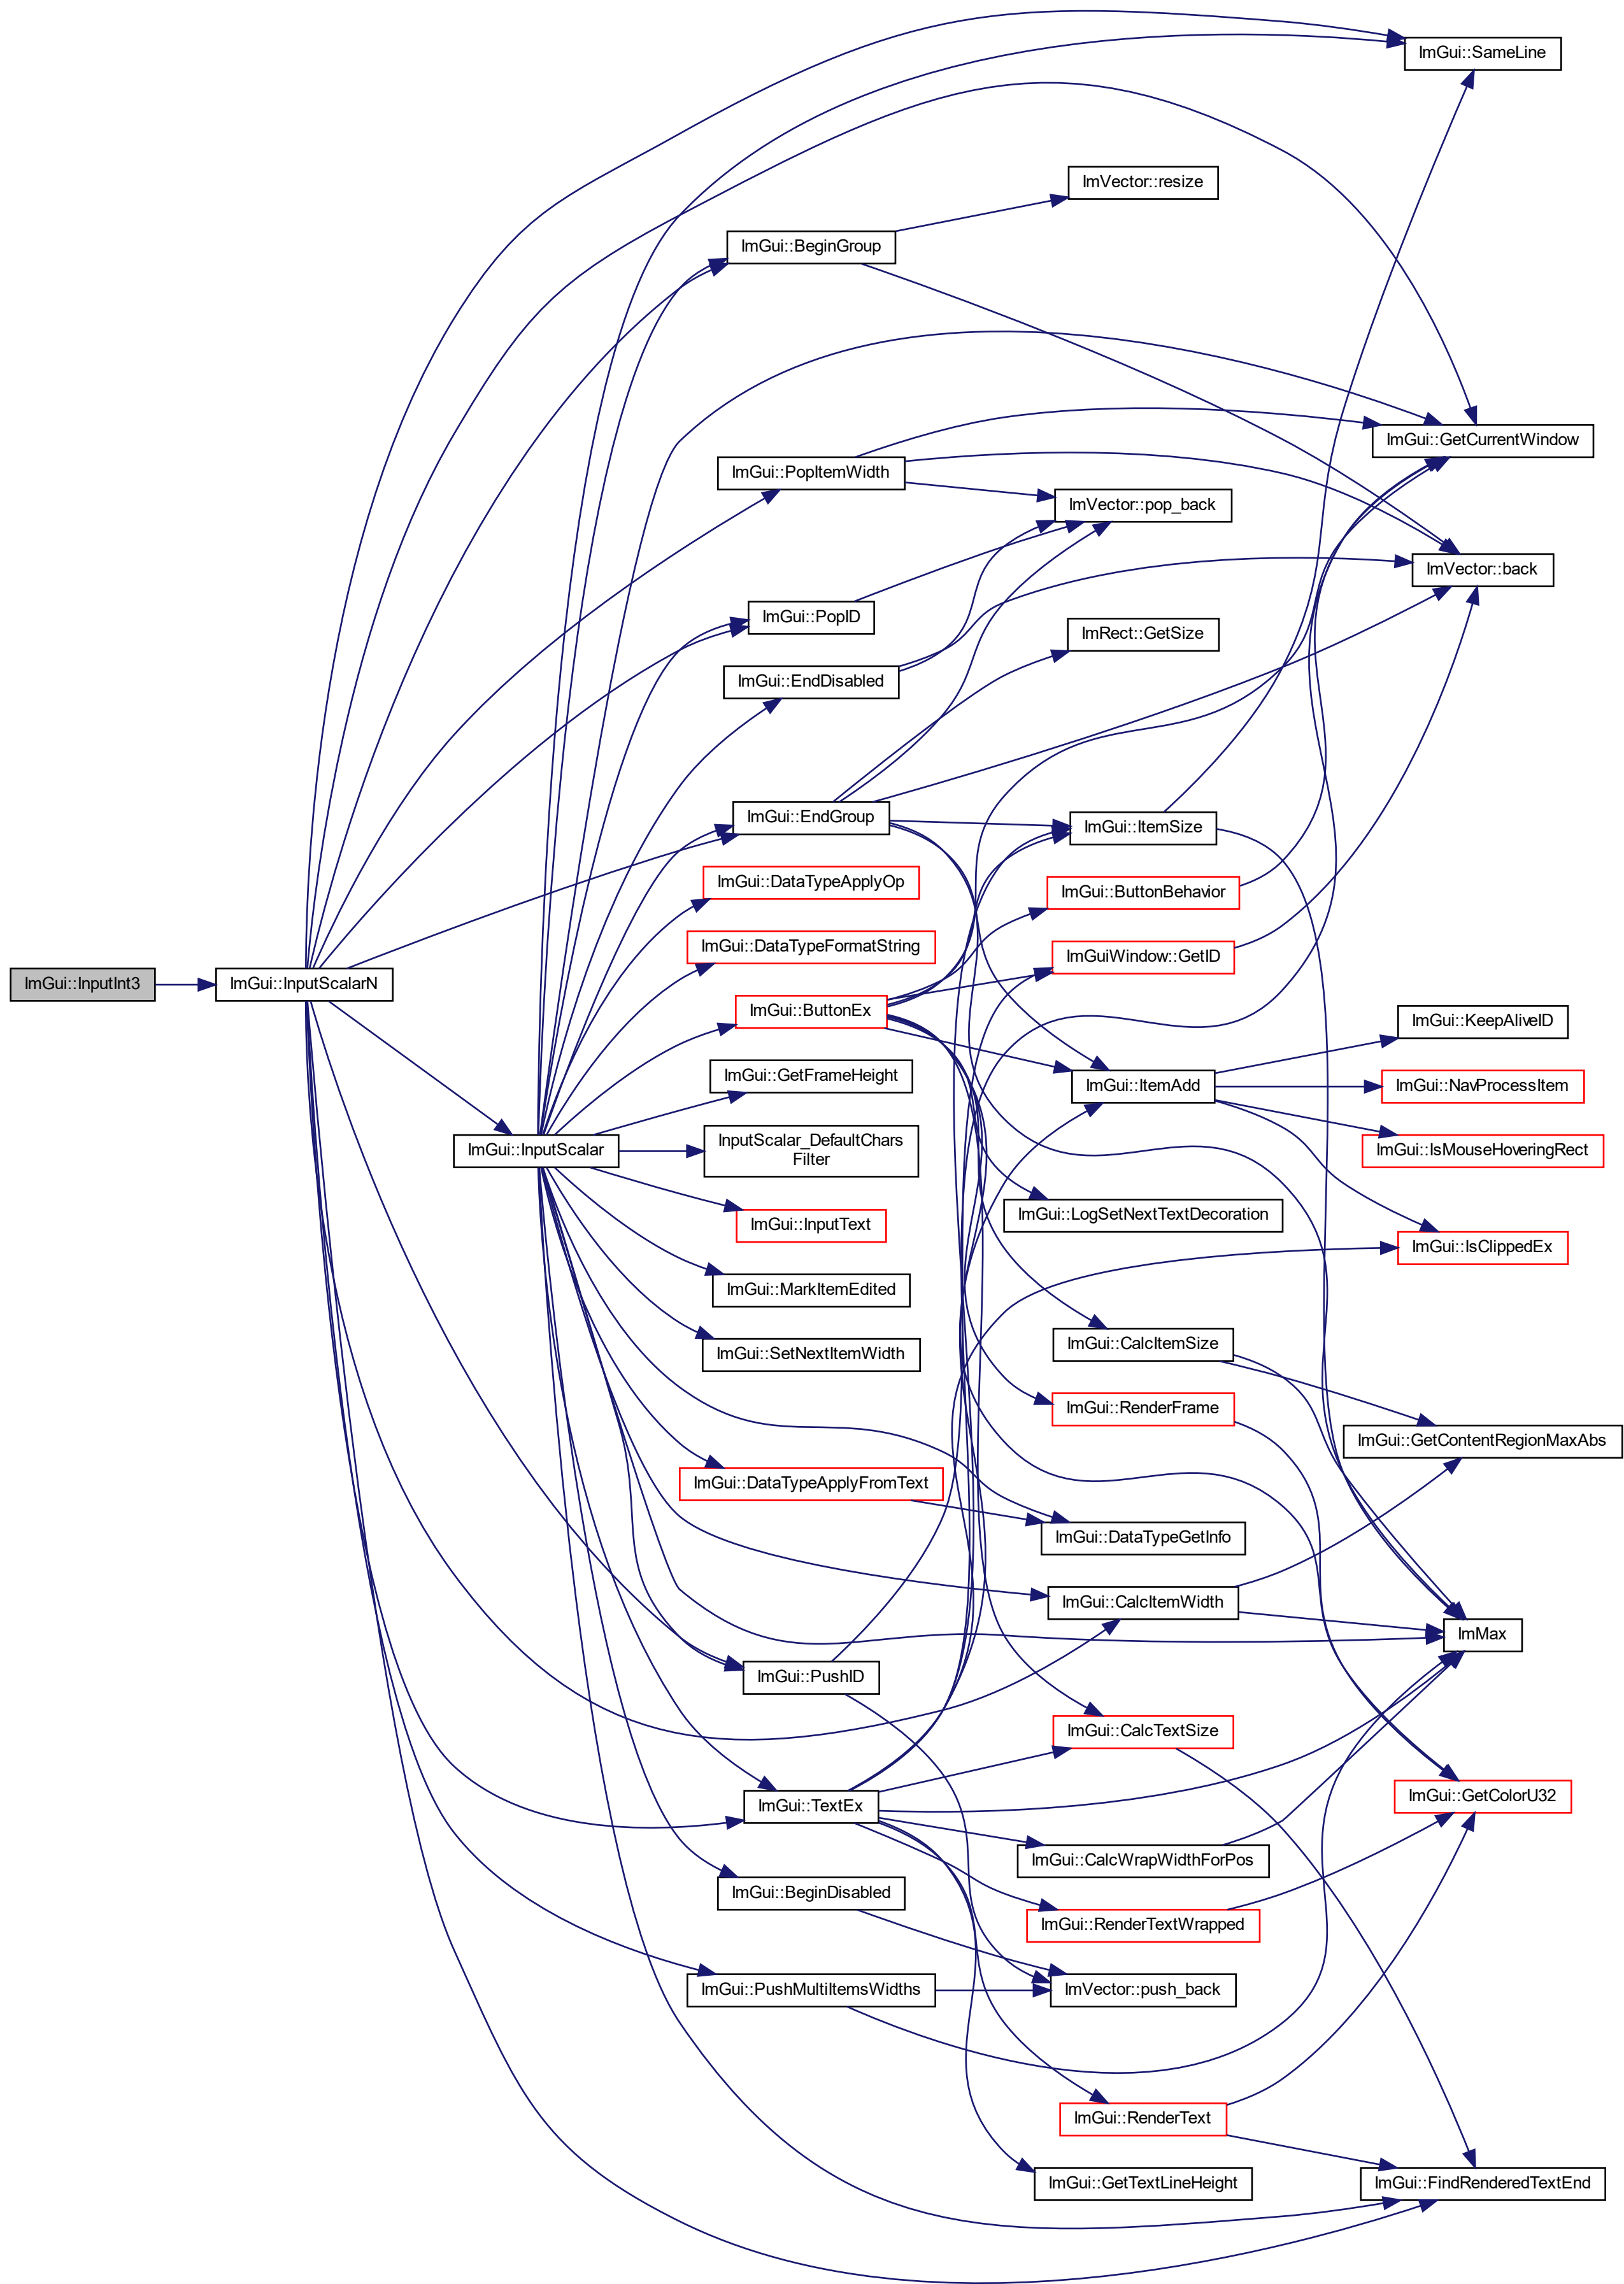 ImGui::SameLine
ImVector::resize
ImGui::BeginGroup
ImGui::GetCurrentWindow
ImGui::PopItemWidth
ImVector::pop_back
ImVector::back
ImGui::PopID
ImRect::GetSize
ImGui::EndDisabled
ImGui::EndGroup
ImGui::ItemSize
ImGui::DataTypeApplyOp
ImGui::ButtonBehavior
ImGui::DataTypeFormatString
ImGuiWindow::GetID
ImGui::InputInt3
ImGui::InputScalarN
ImGui::ButtonEx
ImGui::KeepAliveID
ImGui::GetFrameHeight
ImGui::ItemAdd
ImGui::NavProcessItem
ImGui::InputScalar
InputScalar_DefaultChars
Filter
ImGui::IsMouseHoveringRect
ImGui::InputText
ImGui::LogSetNextTextDecoration
ImGui::IsClippedEx
ImGui::MarkItemEdited
ImGui::SetNextItemWidth
ImGui::CalcItemSize
ImGui::RenderFrame
ImGui::GetContentRegionMaxAbs
ImGui::DataTypeApplyFromText
ImGui::DataTypeGetInfo
ImGui::CalcItemWidth
ImMax
ImGui::PushID
ImGui::CalcTextSize
ImGui::TextEx
ImGui::GetColorU32
ImGui::CalcWrapWidthForPos
ImGui::BeginDisabled
ImGui::RenderTextWrapped
ImGui::PushMultiItemsWidths
ImVector::push_back
ImGui::RenderText
ImGui::GetTextLineHeight
ImGui::FindRenderedTextEnd